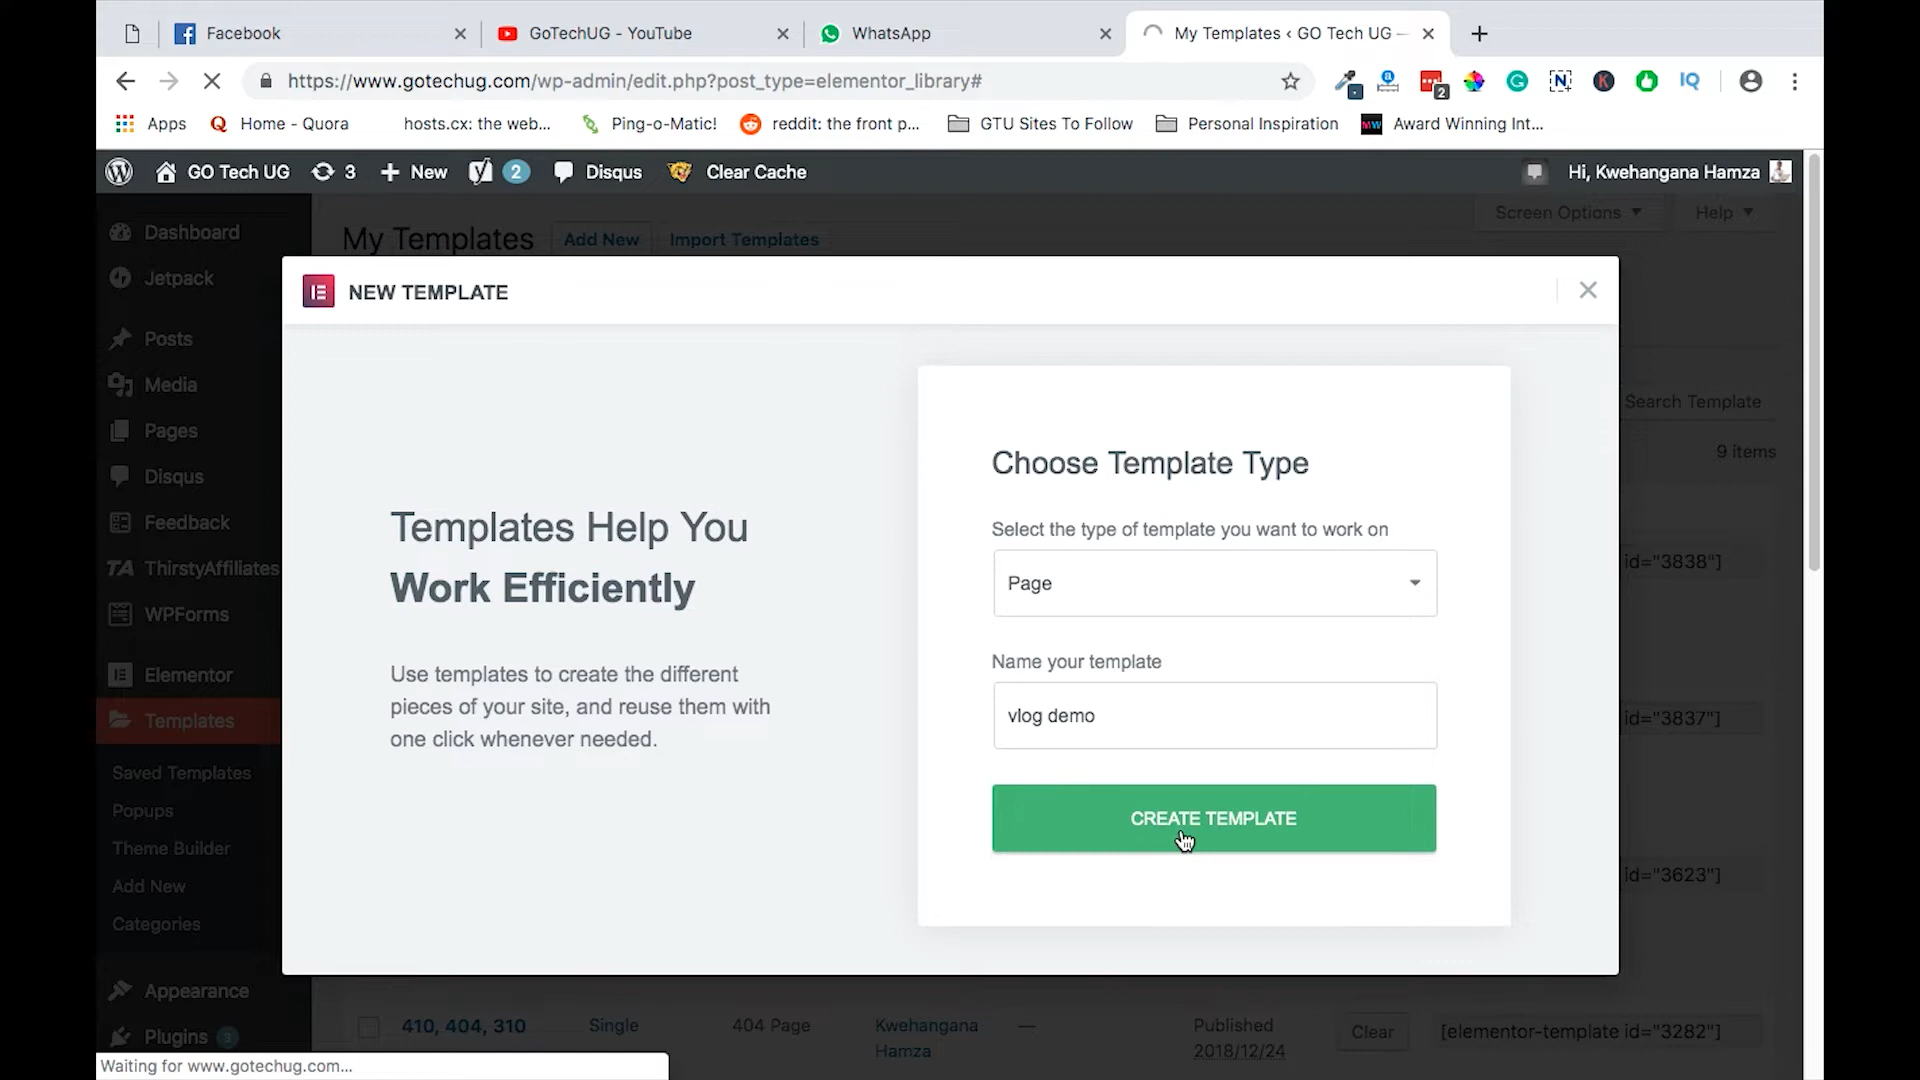 Facebook
GoTechUG - YouTube
WhatsApp
My Templates ‹ GO Tech UG —
https://www.gotechug.com/wp-admin/edit.php?post_type=elementor_library#
2
IQ
Apps
Home - Quora
hosts.cx: the web...
Ping-o-Matic!
reddit: the front p...
GTU Sites To Follow
Personal Inspiration
Award Winning Int...
GO Tech UG
3
New
2
Disqus
Clear Cache
Hi, Kwehangana Hamza
Dashboard
Jetpack
Posts
Media
Pages
Disqus
Feedback
TA ThirstyAffiliates
WPForms
Elementor
Templates
Saved Templates
Popups
Theme Builder
Add New
Categories
Appearance
Plugins 3
My Templates
Add New
Import Templates
Screen Options
Help
Search Template
9 items
NEW TEMPLATE
Templates Help You
Work Efficiently
Use templates to create the different
pieces of your site, and reuse them with
one click whenever needed.
Choose Template Type
Select the type of template you want to work on
Page
Name your template
vlog demo
CREATE TEMPLATE
id="3838"]
id="3837"]
id="3623"]
410, 404, 310
Single
404 Page
Kwehangana
Hamza
—
Published
2018/12/24
Clear
[elementor-template id="3282"]
Waiting for www.gotechug.com...